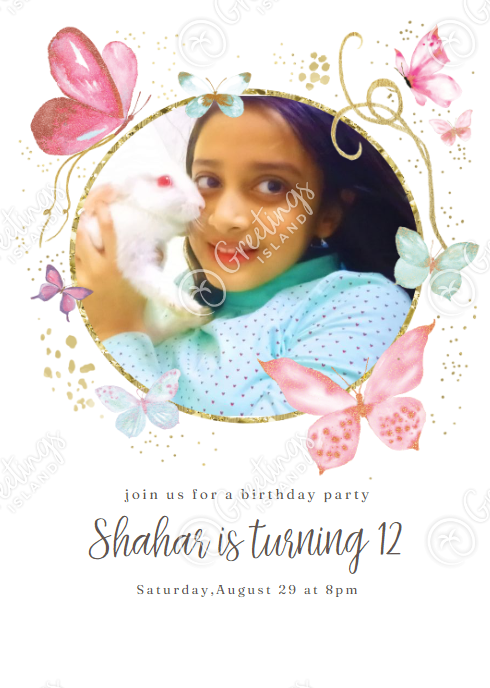 Greetings
ISLAND
join us for a birthday party
Shahar is turning 12
Saturday,August 29 at 8pm